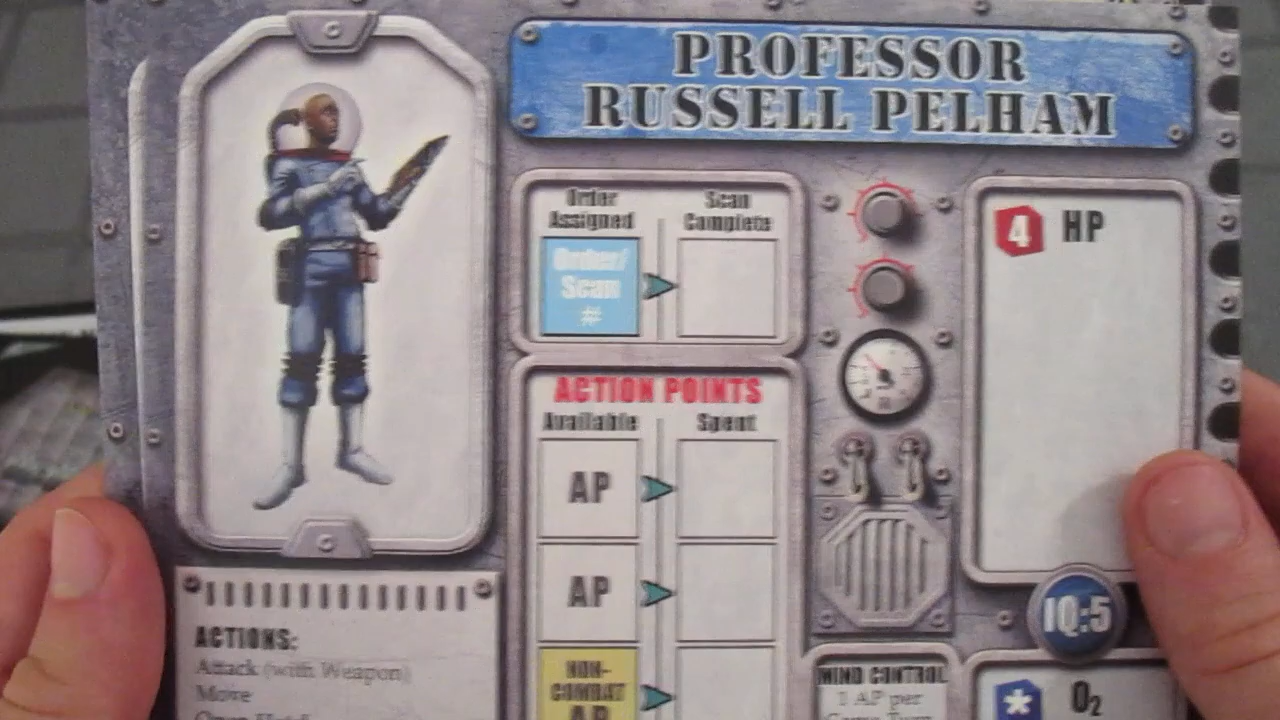 PROFESSOR
RUSSELL PELHAM
Order
Assigned
Scan
Complete
Order/
Scan
#
4 HP
ACTION POINTS
Available
Spent
AP
AP
NON-
COMBAT
AP
IQ:5
ACTIONS:
Attack (with Weapon)
Move
MIND CONTROL
1 AP per
* O₂